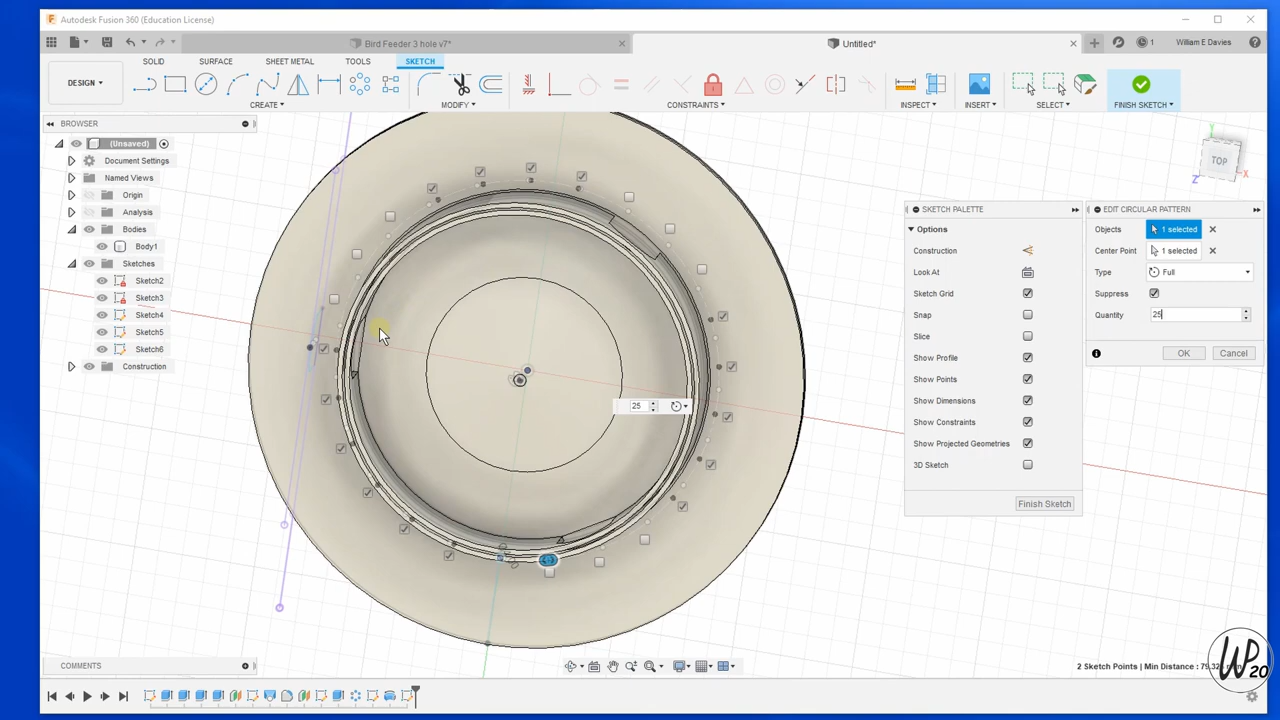 Autodesk Fusion 360 (Education License)
Bird Feeder 3 hole v7*
Untitled*
1
William E Davies
SOLID
SURFACE
SHEET METAL
TOOLS
SKETCH
DESIGN
CREATE
MODIFY
CONSTRAINTS
INSPECT
INSERT
SELECT
FINISH SKETCH
BROWSER
(Unsaved)
Document Settings
Named Views
Origin
Analysis
Bodies
Body1
Sketches
Sketch2
Sketch3
Sketch4
Sketch5
Sketch6
Construction
TOP
Y
Z
X
SKETCH PALETTE
Options
Construction
Look At
Sketch Grid
Snap
Slice
Show Profile
Show Points
Show Dimensions
Show Constraints
Show Projected Geometries
3D Sketch
Finish Sketch
EDIT CIRCULAR PATTERN
Objects 1 selected
Center Point 1 selected
Type Full
Suppress
Quantity 25
OK Cancel
25
COMMENTS
2 Sketch Points | Min Distance : 79.32
WP
20